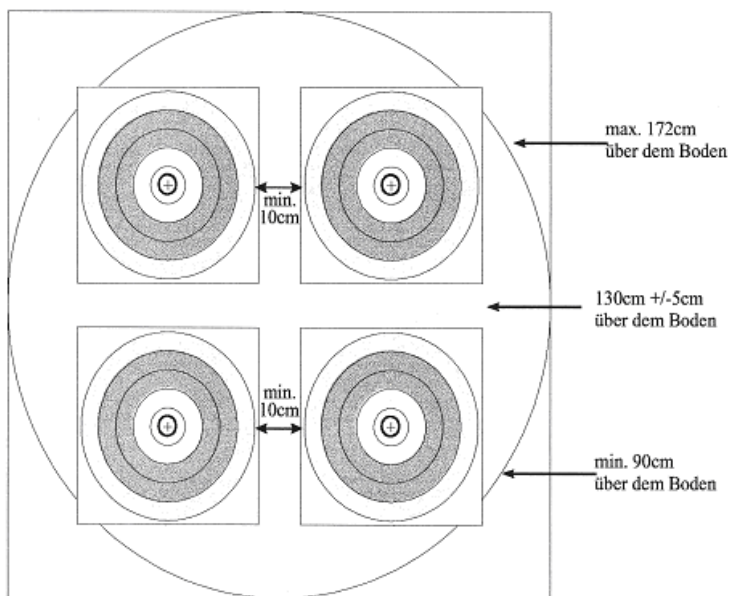 max. 172cm
über dem Boden
min.
10cm
130cm +/-5cm
über dem Boden
min.
10cm
min. 90cm
über dem Boden